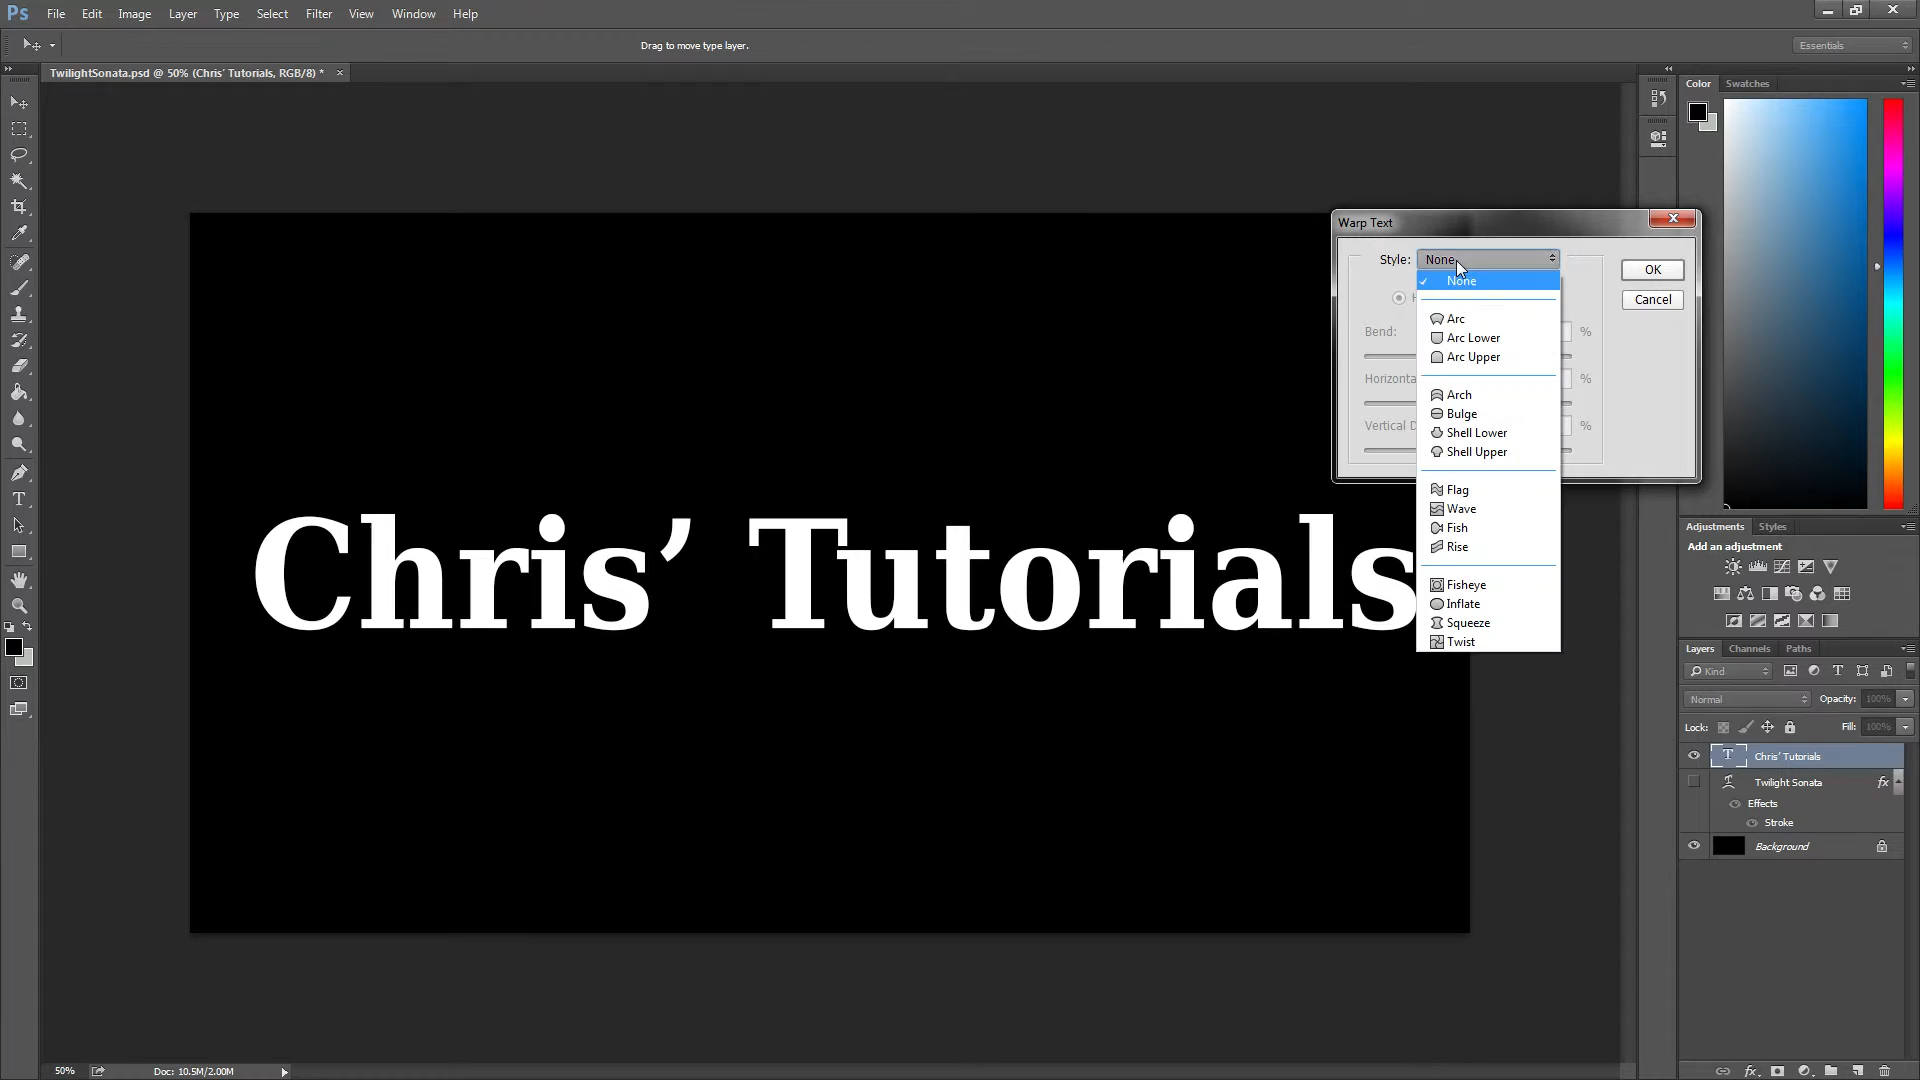 Ps File Edit Image Layer Type Select Filter View Window Help
Drag to move type layer.
Essentials
TwilightSonata.psd @ 50% (Chris' Tutorials, RGB/8) *
Color Swatches
Warp Text
Style: None
OK
None
Cancel
Arc
Bend: %
Arc Lower
Arc Upper
Horizonta %
Arch
Bulge
Vertical D %
Shell Lower
Shell Upper
Flag
Wave
Fish
Rise
Fisheye
Inflate
Squeeze
Twist
Chris’ Tutorials
Adjustments Styles
Add an adjustment
Layers Channels Paths
Kind
Normal Opacity: 100%
Lock: Fill: 100%
Chris' Tutorials
Twilight Sonata fx
Effects
Stroke
Background
50% Doc: 10.5M/2.00M
fx